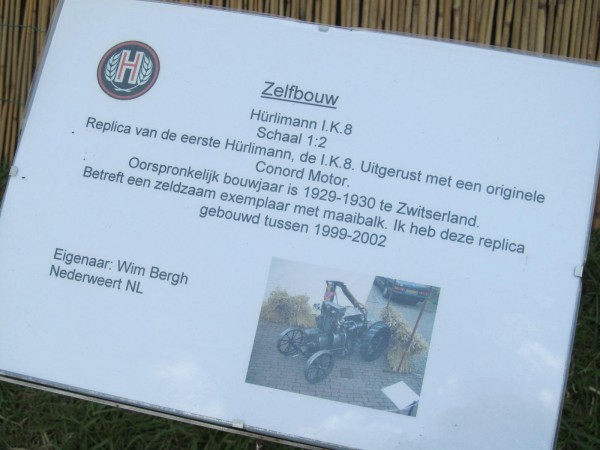 H
Zelfbouw
Hürlimann I.K.8
Schaal 1:2
Replica van de eerste Hürlimann, de I.K.8. Uitgerust met een originele
Conord Motor.
Oorspronkelijk bouwjaar is 1929-1930 te Zwitserland.
Betreft een zeldzaam exemplaar met maaibalk. Ik heb deze replica
gebouwd tussen 1999-2002
Eigenaar: Wim Bergh
Nederweert NL